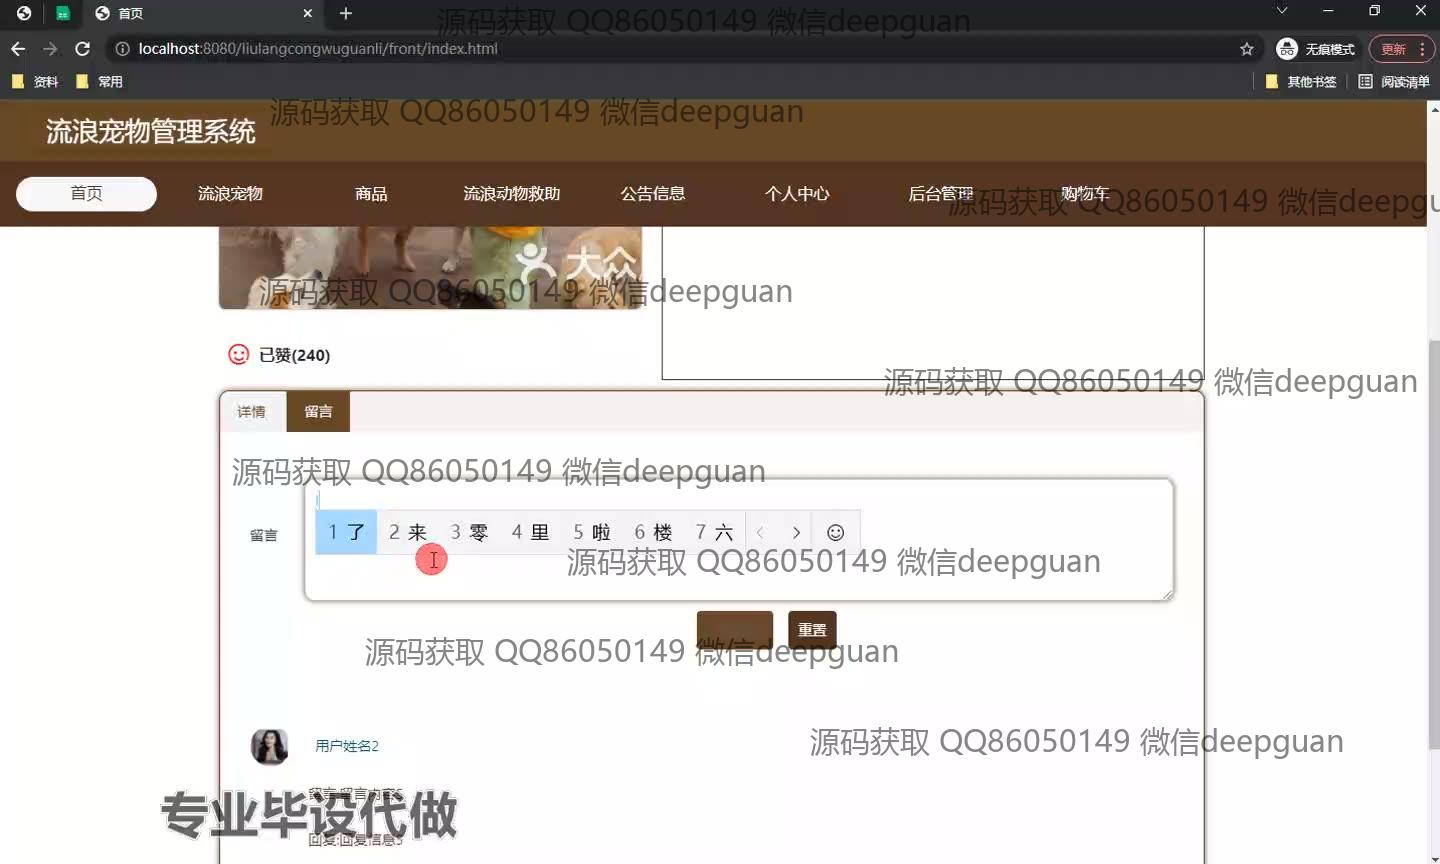 首页
源码获取 QQ86050149 微信deepguan
localhost:8080/liulangcongwuguanli/front/index.html
无痕模式
更新
资料
常用
其他书签
阅读清单
源码获取 QQ86050149 微信deepguan
流浪宠物管理系统
首页
流浪宠物
商品
流浪动物救助
公告信息
个人中心
后台管理
购物车
源码获取 QQ86050149 微信deepgu
大众
源码获取 QQ86050149 微信deepguan
已赞(240)
源码获取 QQ86050149 微信deepguan
详情
留言
源码获取 QQ86050149 微信deepguan
留言
l
1 了 2 来 3 零 4 里 5 啦 6 楼 7 六
源码获取 QQ86050149 微信deepguan
重置
源码获取 QQ86050149 微信deepguan
用户姓名2
源码获取 QQ86050149 微信deepguan
留言:留言内容5
专业毕设代做
回复:回复信息5